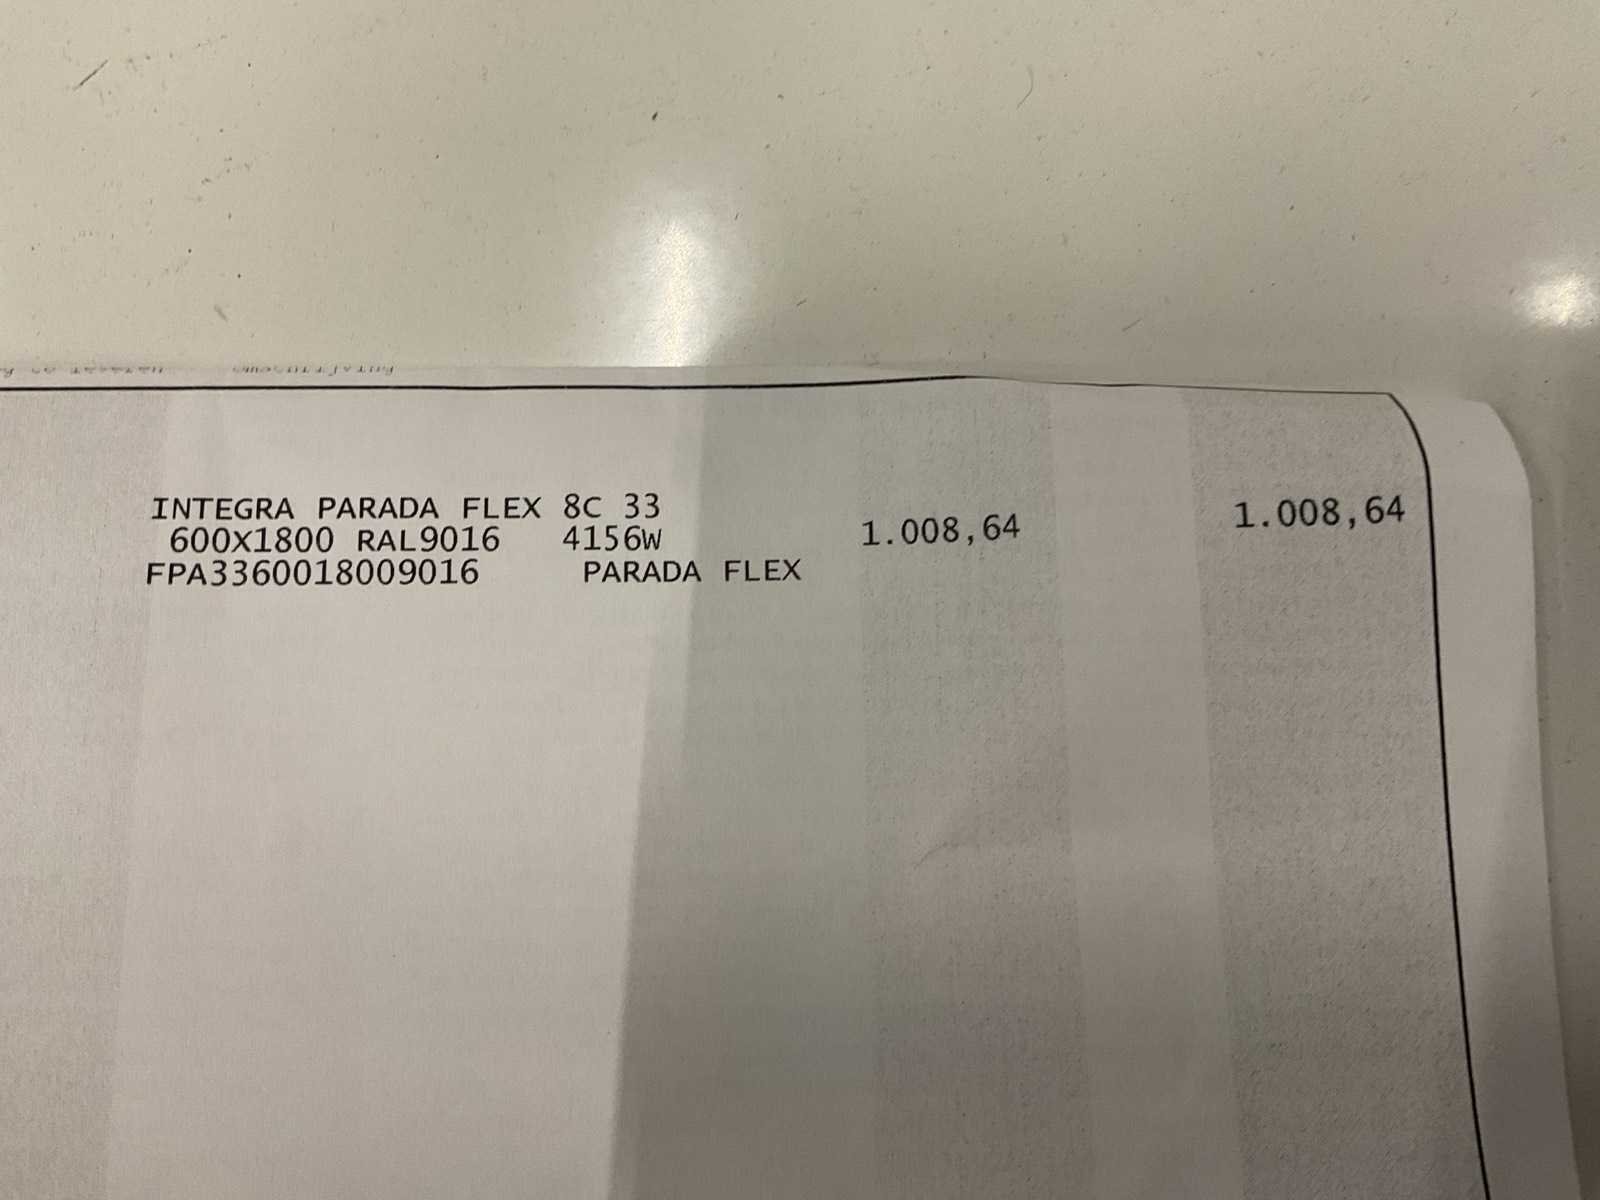 INTEGRA PARADA FLEX 8C 33
600X1800 RAL9016 4156W 1.008,64 1.008,64
FPA3360018009016 PARADA FLEX